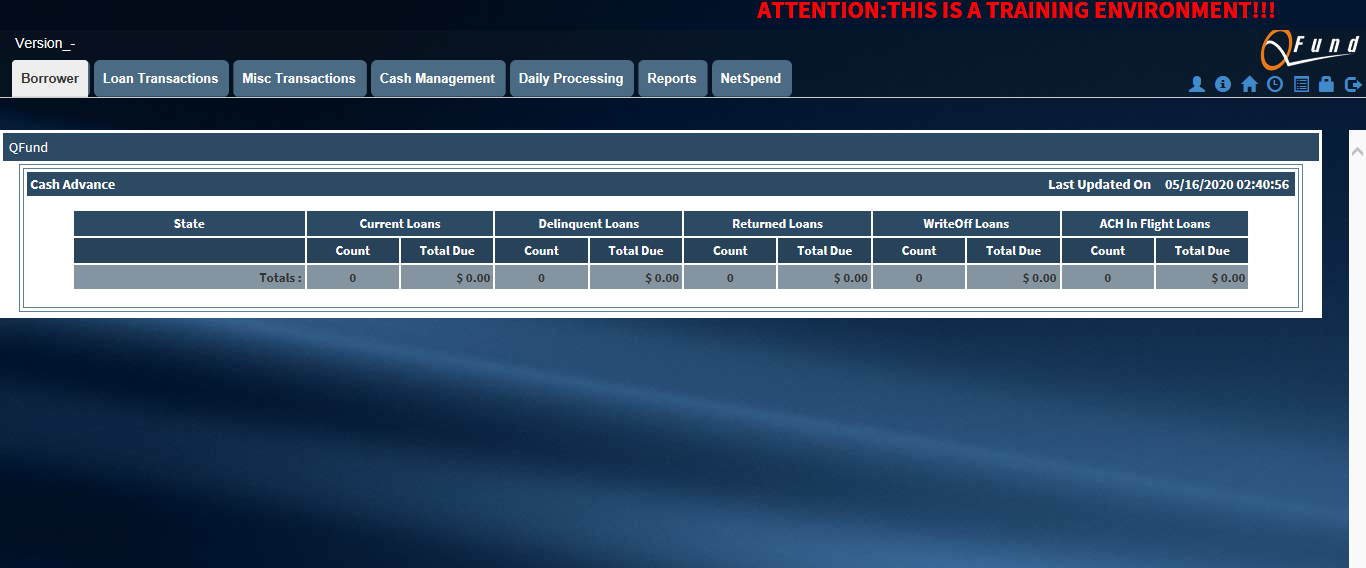 ATTENTION:THIS IS A TRAINING ENVIRONMENT!!!
Version_-
QFund
Borrower Loan Transactions Misc Transactions Cash Management Daily Processing Reports NetSpend
QFund
Cash Advance Last Updated On 05/16/2020 02:40:56
State Current Loans Delinquent Loans Returned Loans WriteOff Loans ACH In Flight Loans
Count Total Due Count Total Due Count Total Due Count Total Due Count Total Due
Totals : 0 $ 0.00 0 $ 0.00 0 $ 0.00 0 $ 0.00 0 $ 0.00